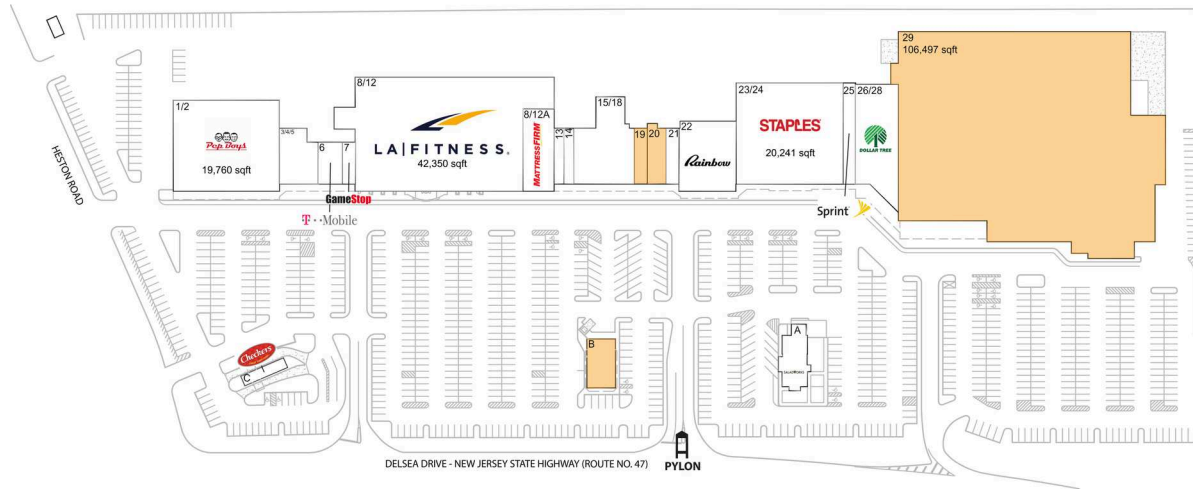 29
106,497 sqft
8/12
23/24
25
26/28
1/2
15/18
8/12A
3/4/5
22
13
14
19
20
21
6
7
Pep Boys
19,760 sqft
LA|FITNESS.
42,350 sqft
MATTRESSFIRM
Rainbow
STAPLES
20,241 sqft
DOLLAR TREE
HESTON ROAD
GameStop
T··Mobile
Sprint
A
SALADWORKS
B
Checkers
C
DELSEA DRIVE - NEW JERSEY STATE HIGHWAY (ROUTE NO. 47)
PYLON